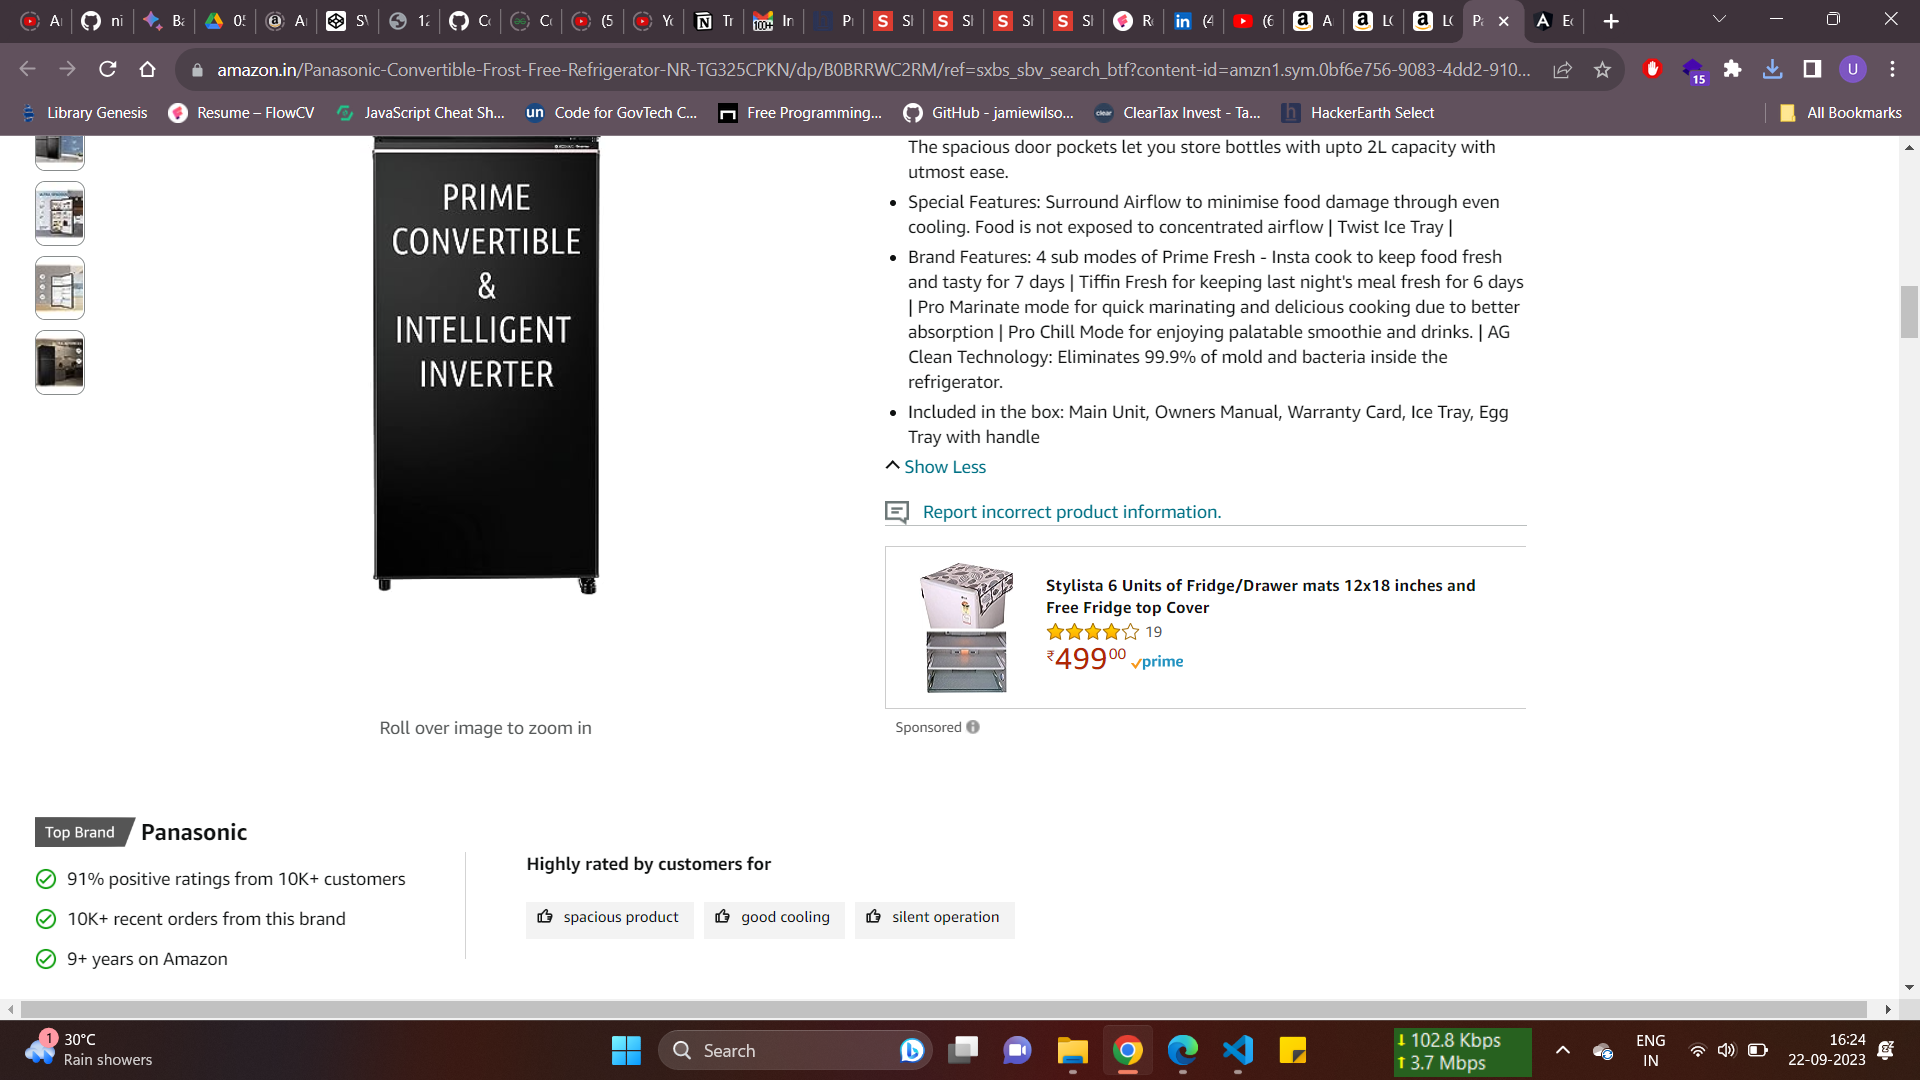 amazon.in/Panasonic-Convertible-Frost-Free-Refrigerator-NR-TG325CPKN/dp/B0BRRWC2RM/ref=sxbs_sbv_search_btf?content-id=amzn1.sym.0bf6e756-9083-4dd2-910...
15
U
Library Genesis
Resume – FlowCV
JavaScript Cheat Sh...
Code for GovTech C...
Free Programming...
GitHub - jamiewilso...
ClearTax Invest - Ta...
HackerEarth Select
All Bookmarks
PRIME
CONVERTIBLE
&
INTELLIGENT
INVERTER
Roll over image to zoom in
The spacious door pockets let you store bottles with upto 2L capacity with
utmost ease.
Special Features: Surround Airflow to minimise food damage through even
cooling. Food is not exposed to concentrated airflow | Twist Ice Tray |
Brand Features: 4 sub modes of Prime Fresh - Insta cook to keep food fresh
and tasty for 7 days | Tiffin Fresh for keeping last night's meal fresh for 6 days
| Pro Marinate mode for quick marinating and delicious cooking due to better
absorption | Pro Chill Mode for enjoying palatable smoothie and drinks. | AG
Clean Technology: Eliminates 99.9% of mold and bacteria inside the
refrigerator.
Included in the box: Main Unit, Owners Manual, Warranty Card, Ice Tray, Egg
Tray with handle
Show Less
Report incorrect product information.
Stylista 6 Units of Fridge/Drawer mats 12x18 inches and
Free Fridge top Cover
19
₹49900 prime
Sponsored
Top Brand Panasonic
91% positive ratings from 10K+ customers
10K+ recent orders from this brand
9+ years on Amazon
Highly rated by customers for
spacious product
good cooling
silent operation
1
30°C
Rain showers
Search
102.8 Kbps
3.7 Mbps
ENG
IN
16:24
22-09-2023